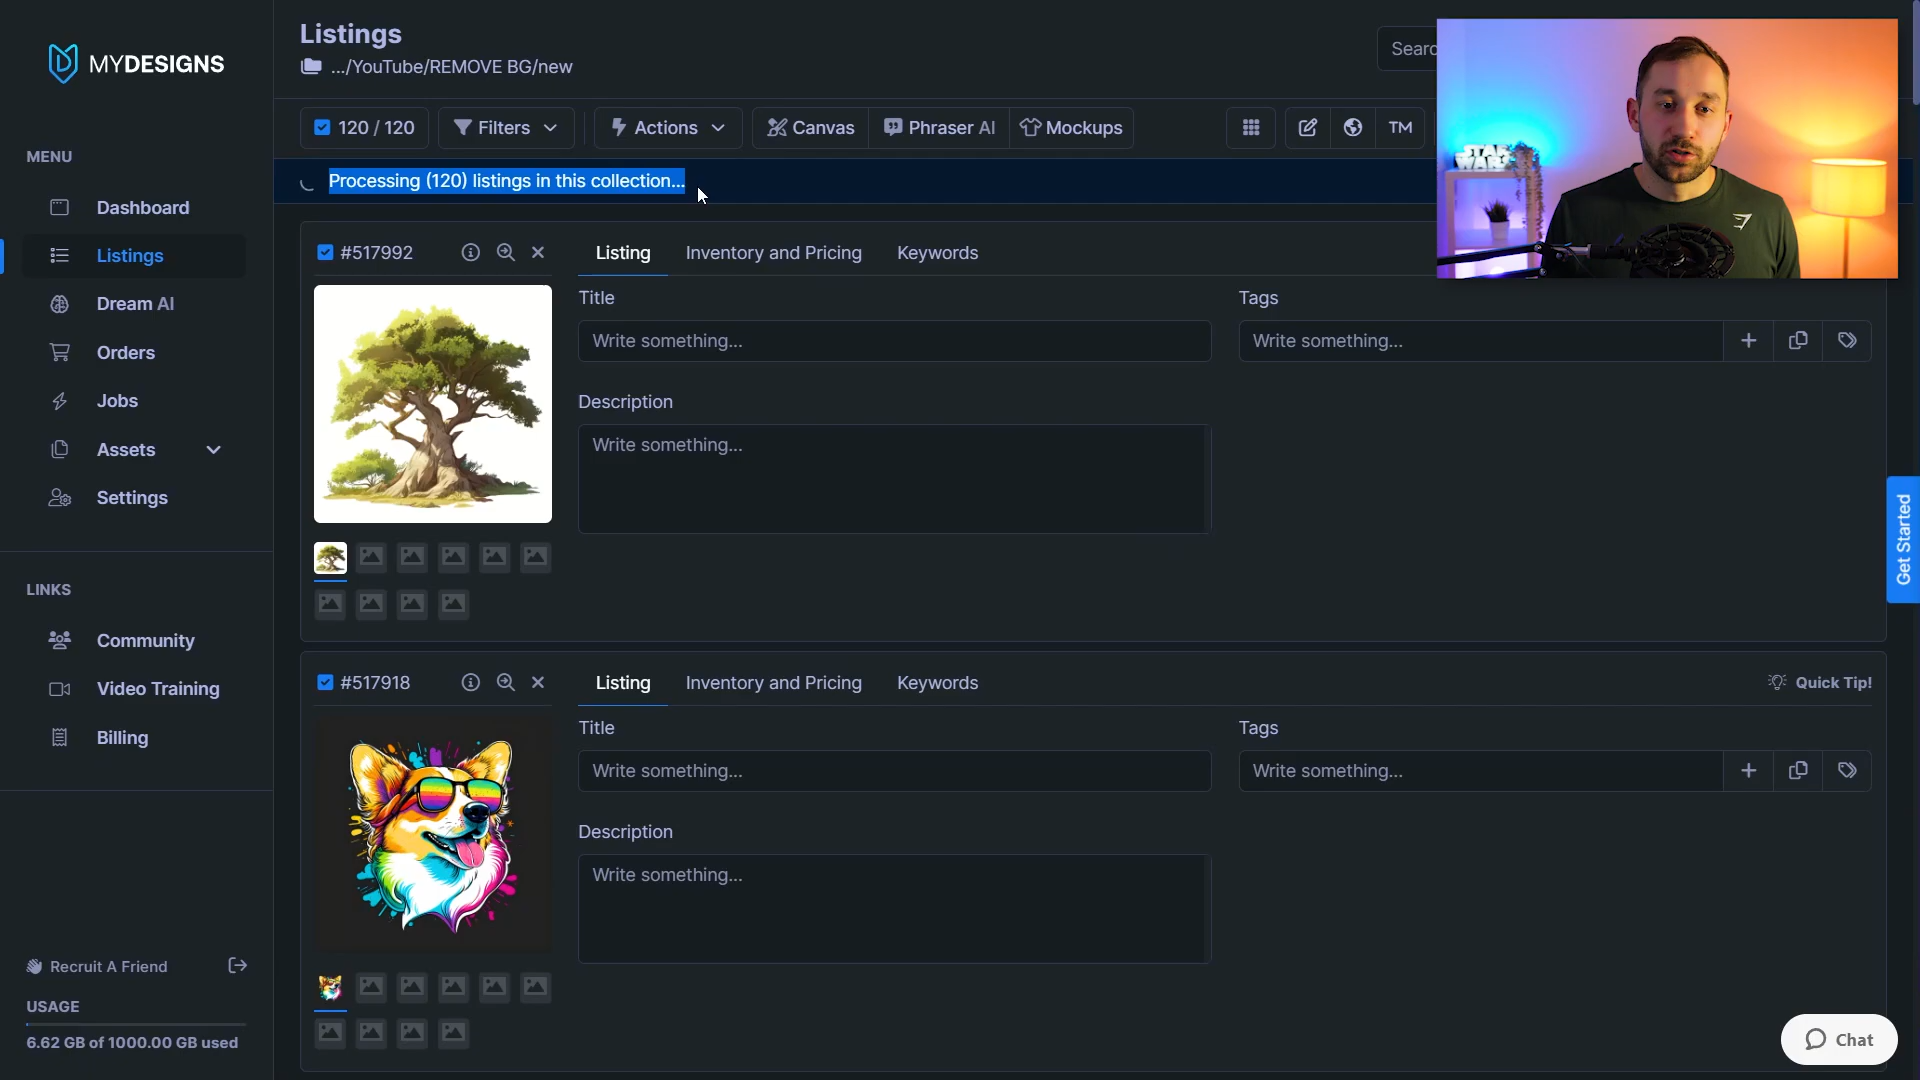 MYDESIGNS
MENU
Dashboard
Listings
Dream AI
Orders
Jobs
Assets
Settings
LINKS
Community
Video Training
Billing
Recruit A Friend
USAGE
6.62 GB of 1000.00 GB used
Listings
.../YouTube/REMOVE BG/new
120 / 120
Filters
Actions
Canvas
Phraser AI
Mockups
TM
Processing (120) listings in this collection...
#517992
Listing
Inventory and Pricing
Keywords
Title
Write something...
Tags
Write something...
Description
Write something...
#517918
Listing
Inventory and Pricing
Keywords
Quick Tip!
Title
Write something...
Tags
Write something...
Description
Write something...
STAR
WARS
Get Started
Chat